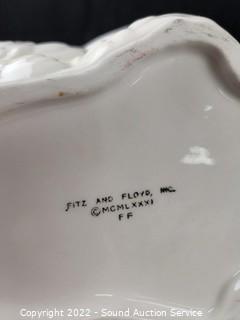 FITZ AND FLOYD, INC.
©MCMLXXXI
FF
Copyright 2022 - Sound Auction Service